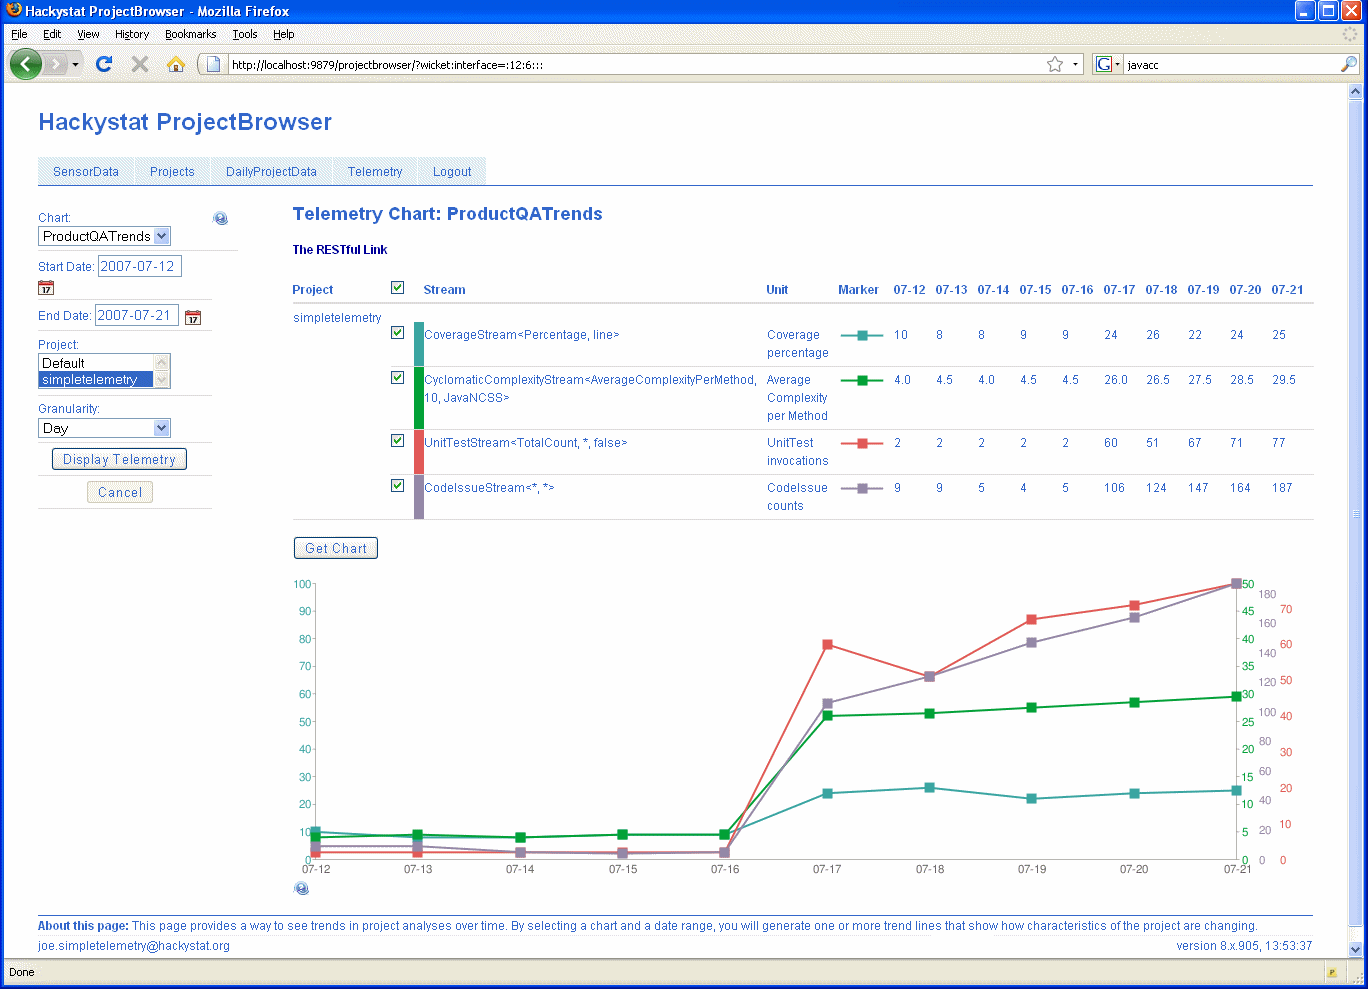 Hackystat ProjectBrowser - Mozilla Firefox
File Edit View History Bookmarks Tools Help
http://localhost:9879/projectbrowser/?wicket:interface=:12:6:::
G javacc
Hackystat ProjectBrowser
SensorData Projects DailyProjectData Telemetry Logout
Chart:
ProductQATrends
Start Date: 2007-07-12
17
End Date: 2007-07-21 17
Project:
Default
simpletelemetry
Granularity:
Day
Display Telemetry
Cancel
Telemetry Chart: ProductQATrends
The RESTful Link
Project Stream Unit Marker 07-12 07-13 07-14 07-15 07-16 07-17 07-18 07-19 07-20 07-21
simpletelemetry
CoverageStream<Percentage, line> Coverage 10 8 8 9 9 24 26 22 24 25
percentage
CyclomaticComplexityStream<AverageComplexityPerMethod, Average 4.0 4.5 4.0 4.5 4.5 26.0 26.5 27.5 28.5 29.5
10, JavaNCSS> Complexity
per Method
UnitTestStream<TotalCount, *, false> UnitTest 2 2 2 2 2 60 51 67 71 77
invocations
CodeIssueStream<*, *> CodeIssue 9 9 5 4 5 106 124 147 164 187
counts
Get Chart
100 50
180
90 45 70
160
80 40 60
140
70 35
120 50
60 30
100 40
50 25
80
40 20 30
60
30 15
20
20 10 40
10 5 20 10
0 0 0 0
07-12 07-13 07-14 07-15 07-16 07-17 07-18 07-19 07-20 07-21
About this page: This page provides a way to see trends in project analyses over time. By selecting a chart and a date range, you will generate one or more trend lines that show how characteristics of the project are changing.
joe.simpletelemetry@hackystat.org version 8.x.905, 13:53:37
Done P